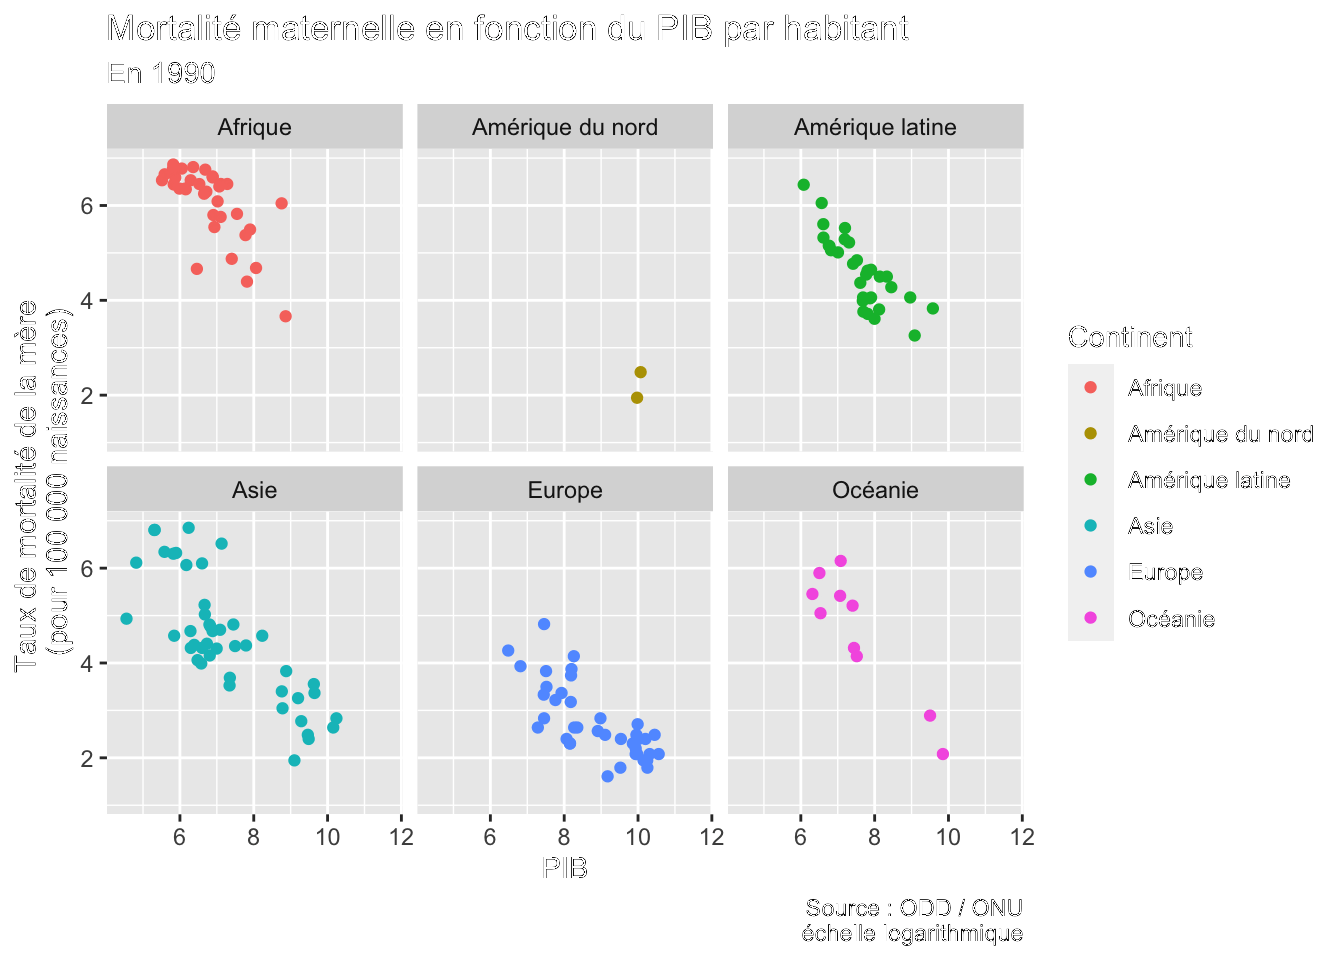 Mortalité maternelle en fonction du PIB par habitant
En 1990
Afrique
Amérique du nord
Amérique latine
6
4
2
Asie
Europe
Océanie
6
4
2
6 8 10 12
6 8 10 12
6 8 10 12
PIB
Taux de mortalité de la mère
(pour 100 000 naissances)
Continent
Afrique
Amérique du nord
Amérique latine
Asie
Europe
Océanie
Source : ODD / ONU
échelle logarithmique